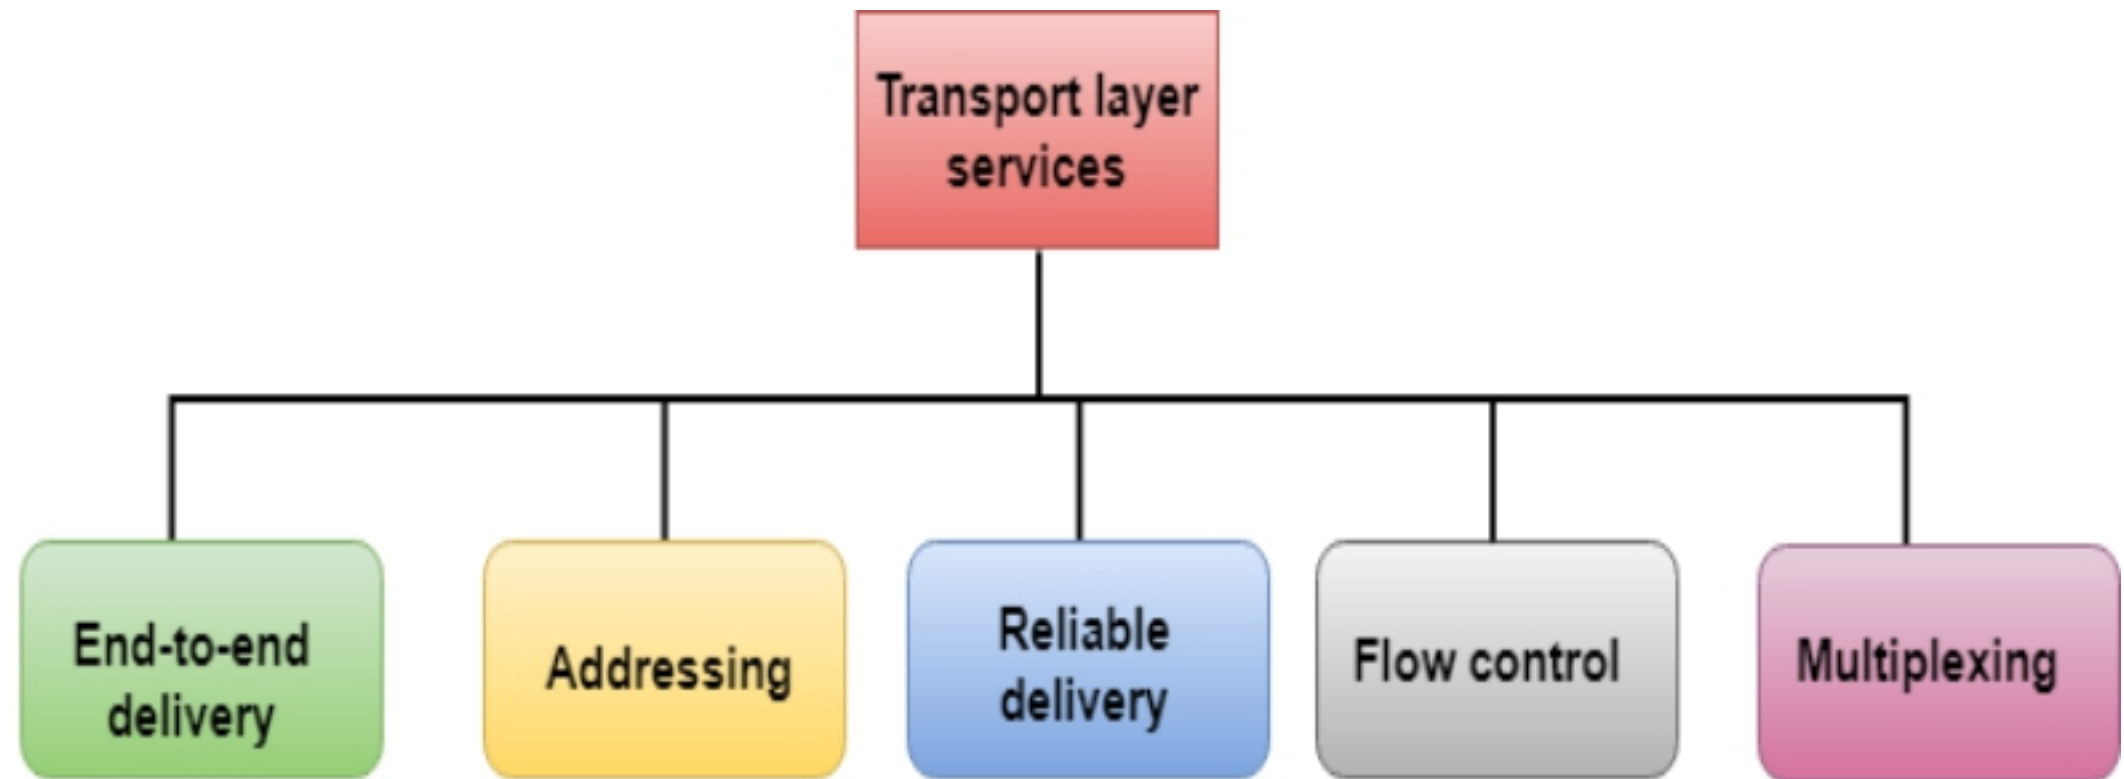 Transport layer
services
End-to-end
delivery
Addressing
Reliable
delivery
Flow control
Multiplexing